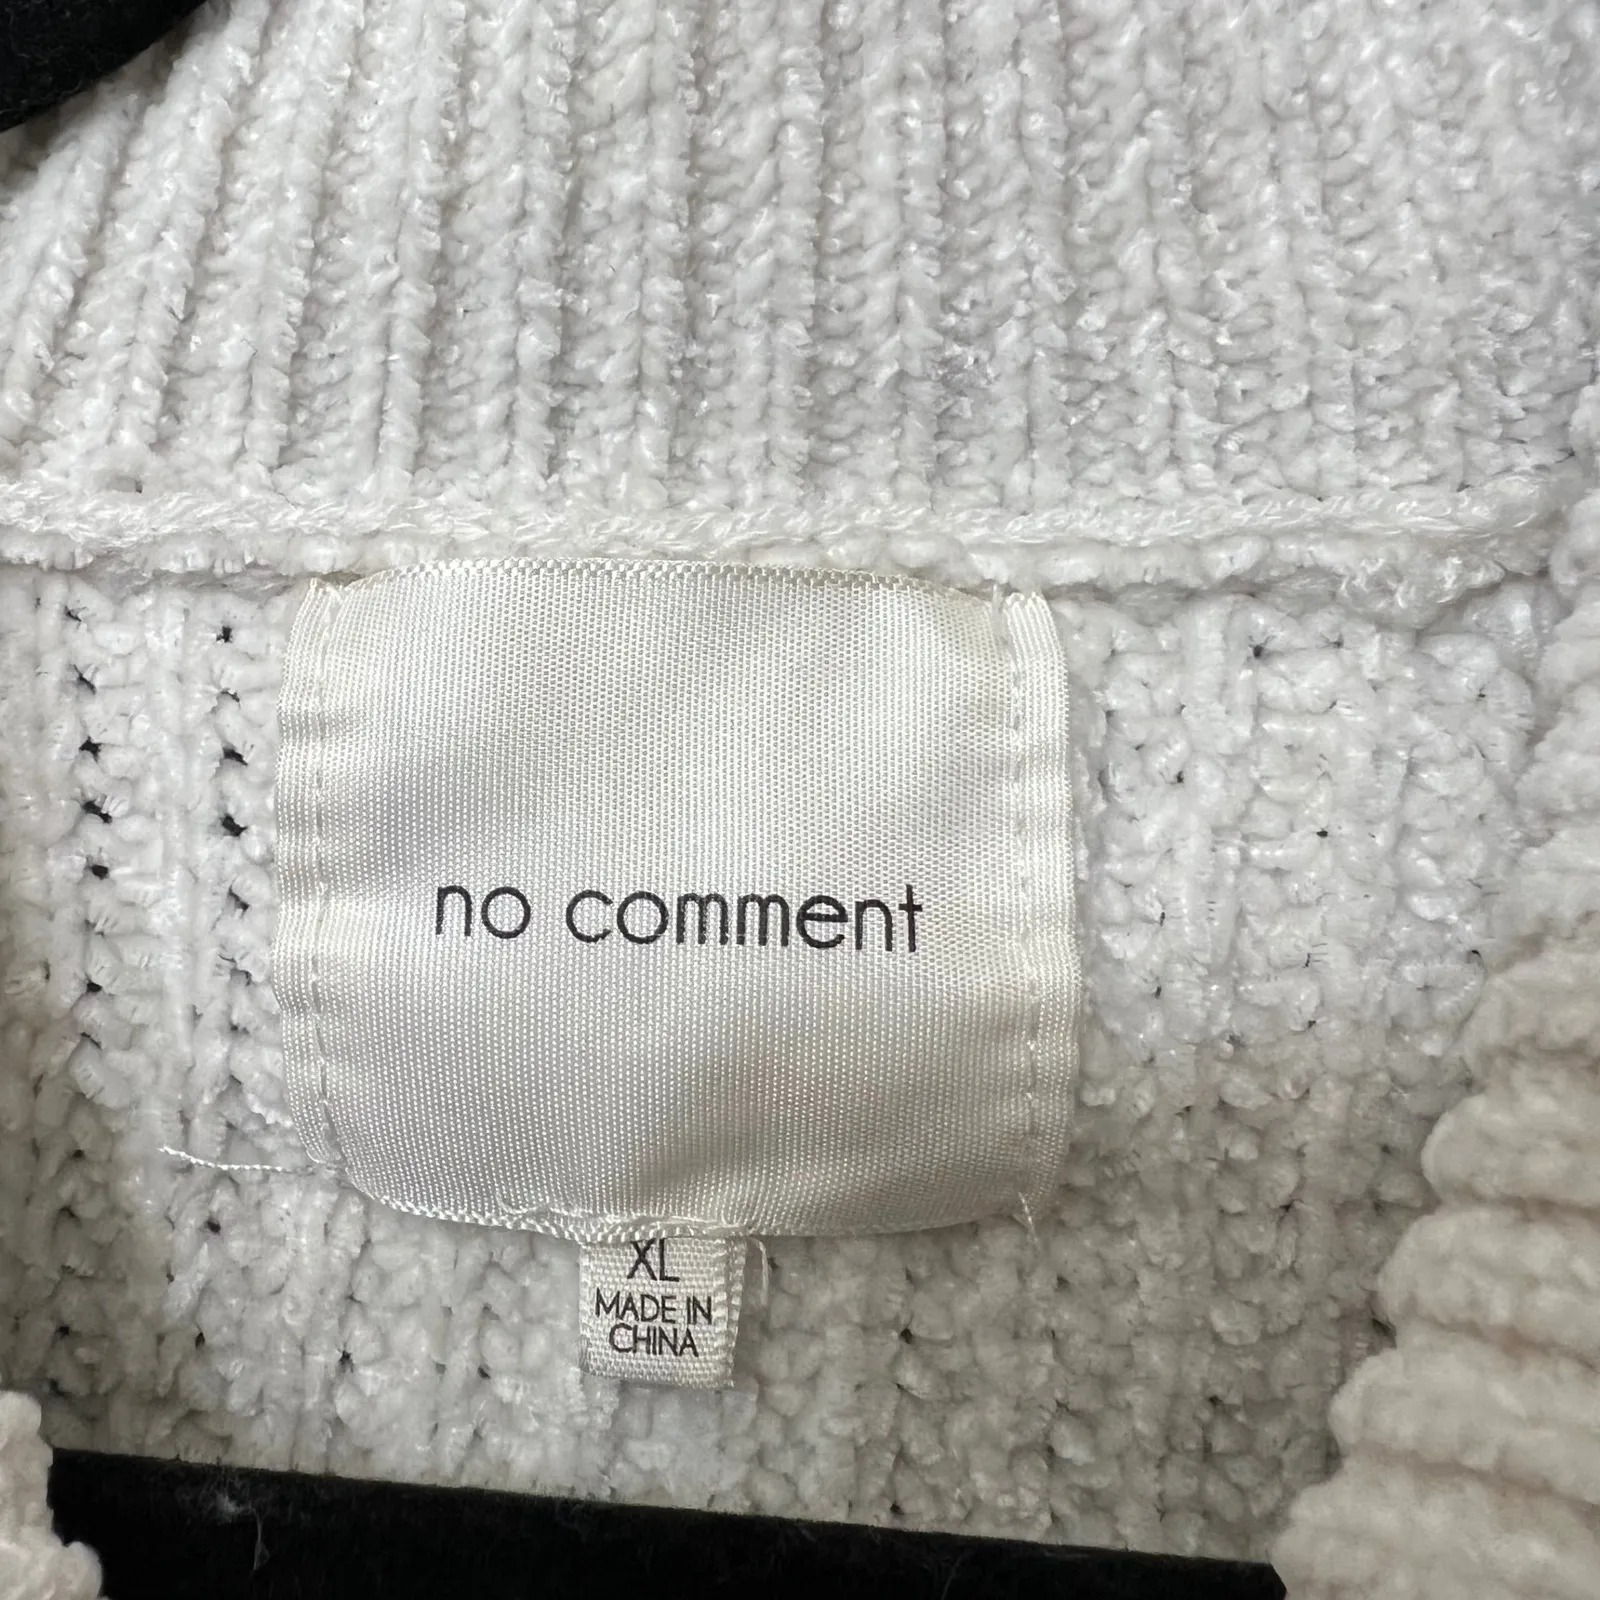 no comment
XL
MADE IN
CHINA